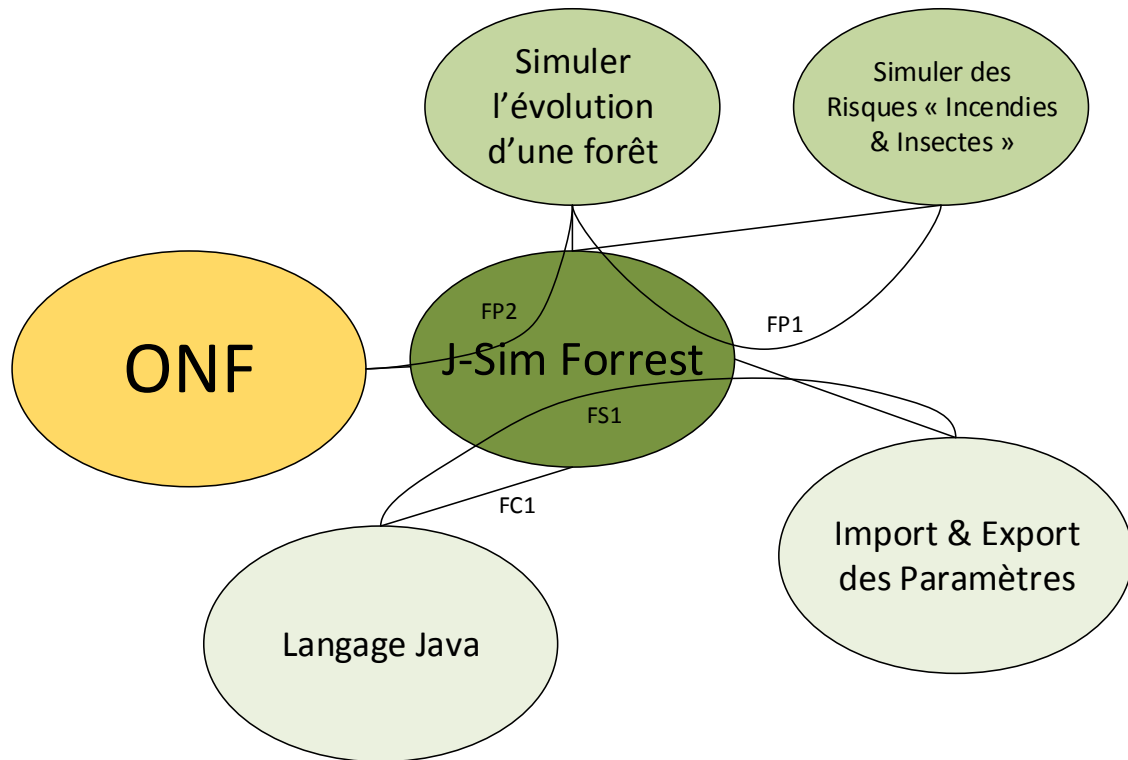 Simuler
l’évolution
d’une forêt
Simuler des
Risques « Incendies
& Insectes »
FP2
FP1
ONF
J-Sim Forrest
FS1
FC1
Import & Export
des Paramètres
Langage Java